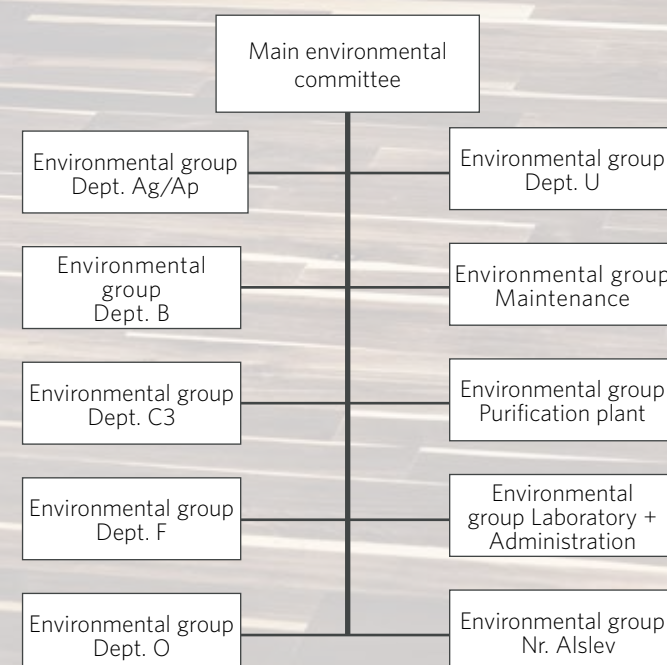 Main environmental
committee
Environmental group
Dept. Ag/Ap
Environmental group
Dept. U
Environmental
group
Dept. B
Environmental group
Maintenance
Environmental group
Dept. C3
Environmental group
Purification plant
Environmental group
Dept. F
Environmental
group Laboratory +
Administration
Environmental group
Dept. O
Environmental group
Nr. Alslev